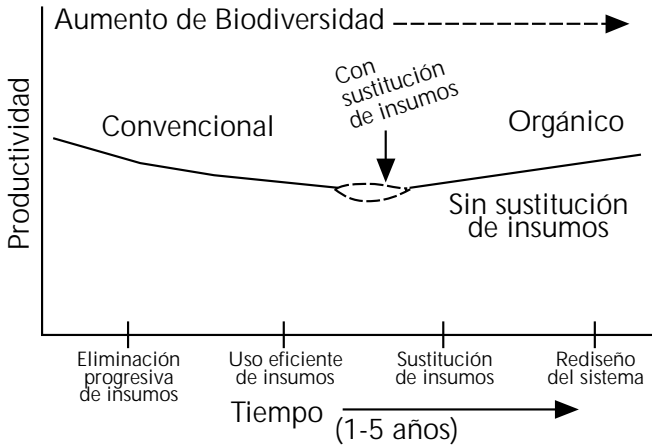 Aumento de Biodiversidad
Con
sustitución
de insumos
Convencional
Orgánico
Productividad
Sin sustitución
de insumos
Eliminación
progresiva
de insumos
Uso eficiente
de insumos
Sustitución
de insumos
Rediseño
del sistema
Tiempo
(1-5 años)